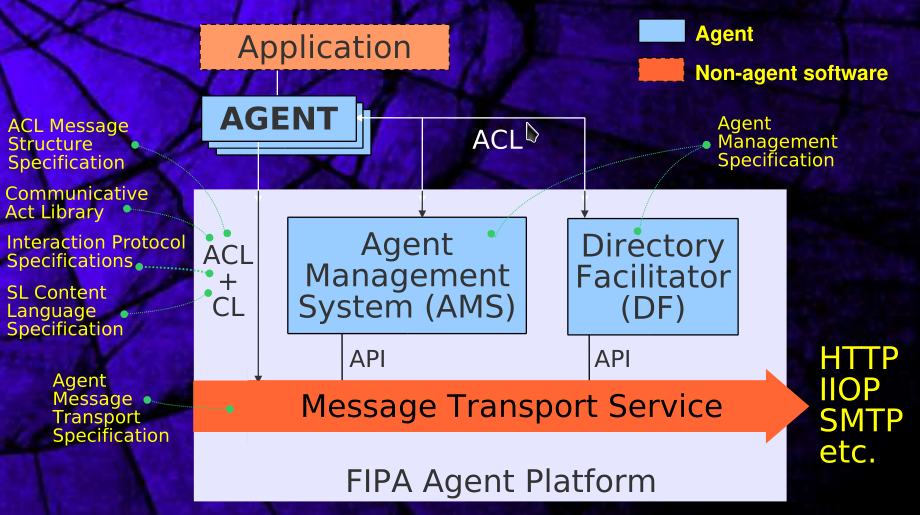 Application
Agent
Non-agent software
AGENT
ACL
ACL Message
Structure
Specification
Agent
Management
Specification
Communicative
Act Library
Interaction Protocol
Specifications
SL Content
Language
Specification
ACL
+
CL
Agent
Management
System (AMS)
Directory
Facilitator
(DF)
API
API
Agent
Message
Transport
Specification
Message Transport Service
HTTP
IIOP
SMTP
etc.
FIPA Agent Platform